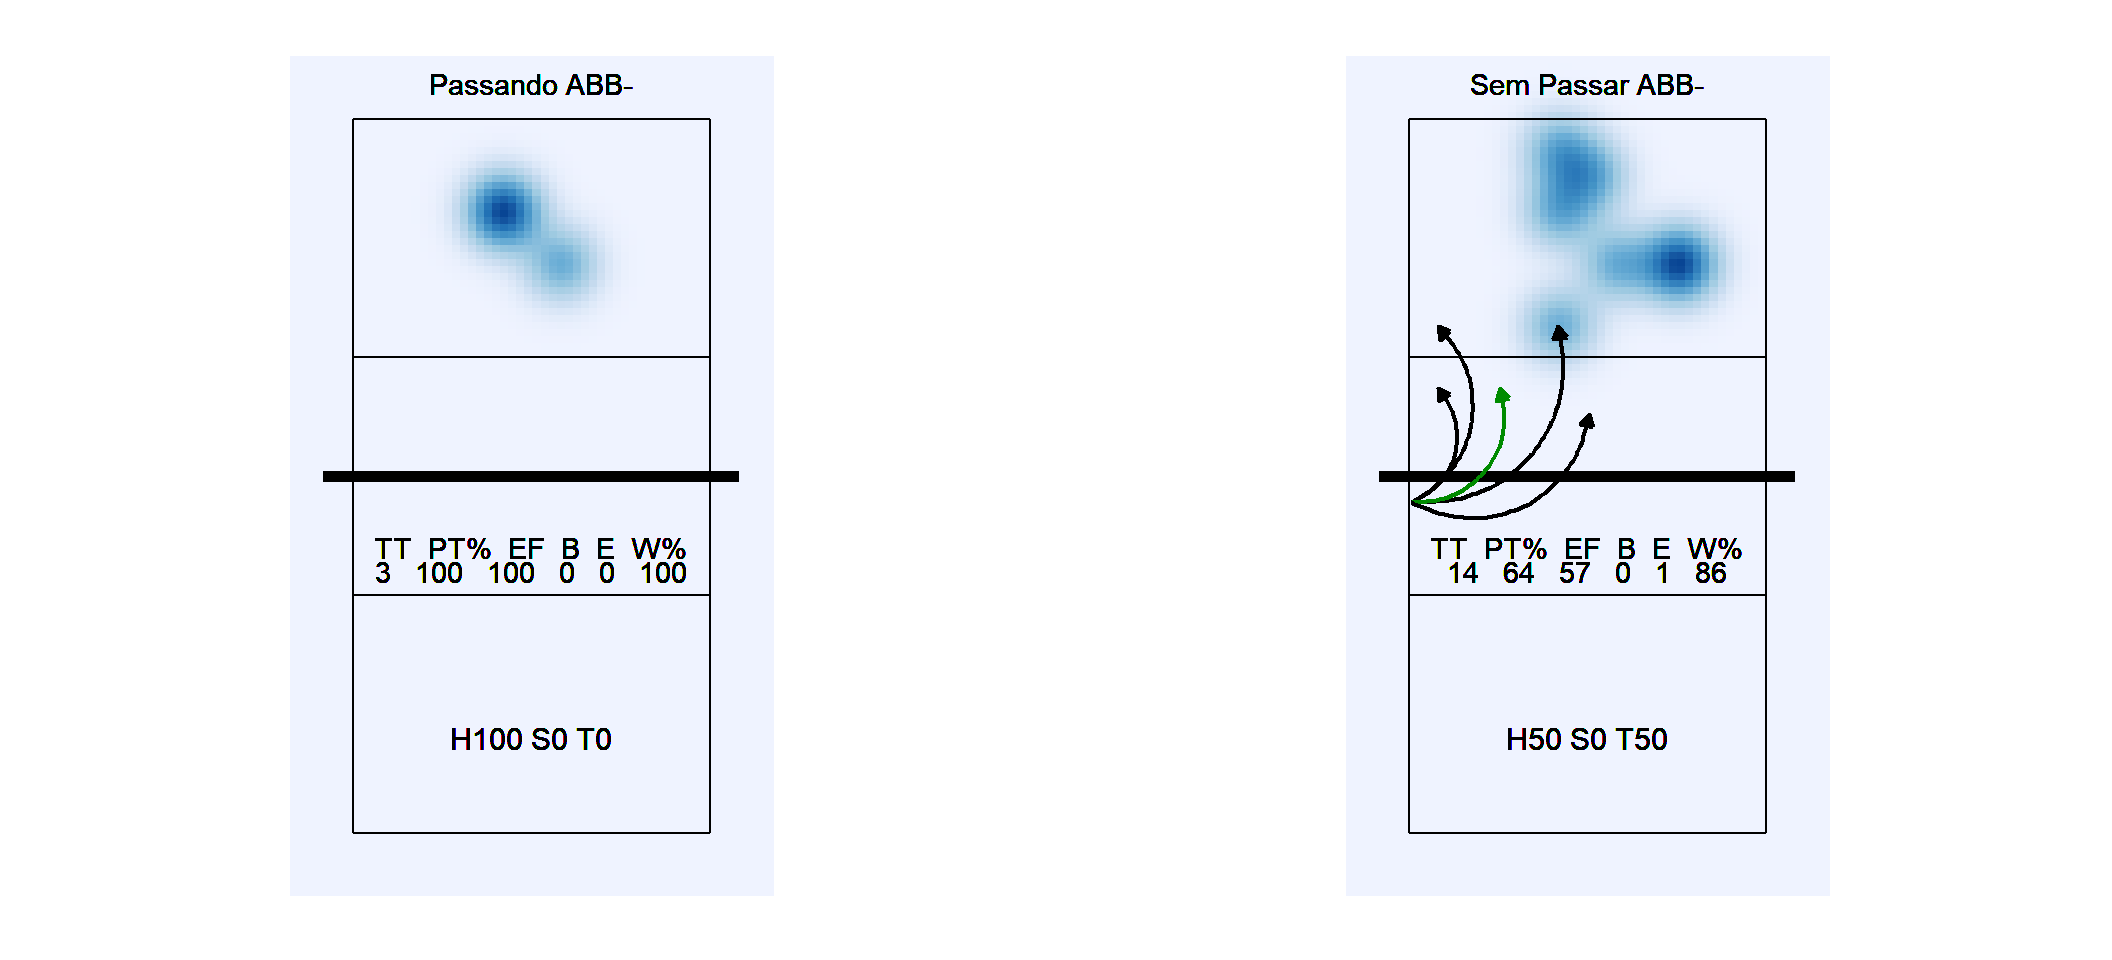 Passando ABB-
TT PT% EF B E W%
3 100 100 0 0 100
H100 S0 T0
Sem Passar ABB-
TT PT% EF B E W%
14 64 57 0 1 86
H50 S0 T50